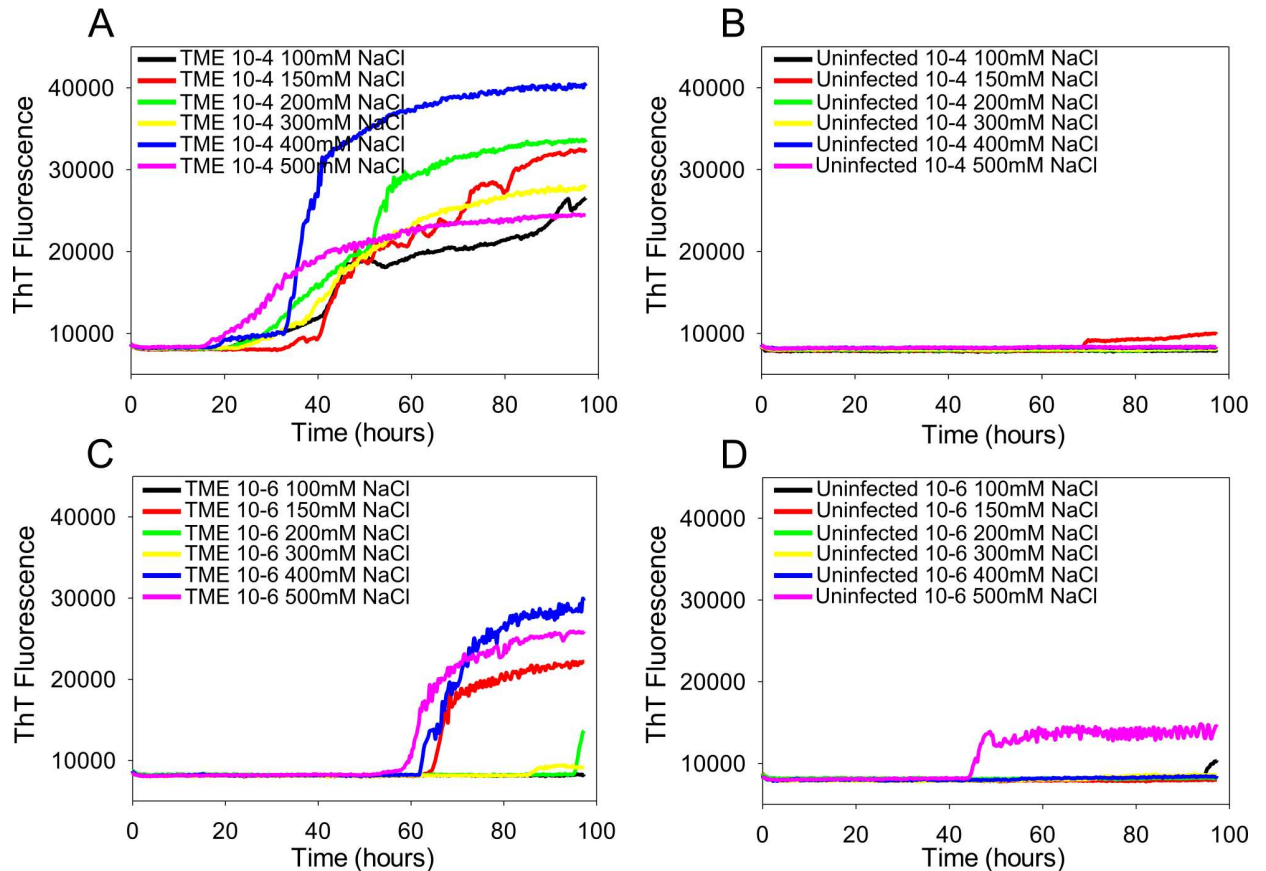 A
TME 10-4 100mM NaCl
TME 10-4 150mM NaCl
TME 10-4 200mM NaCl
TME 10-4 300mM NaCl
TME 10-4 400mM NaCl
TME 10-4 500mM NaCl
40000
30000
20000
10000
ThT Fluorescence
0 20 40 60 80 100
Time (hours)
B
Uninfected 10-4 100mM NaCl
Uninfected 10-4 150mM NaCl
Uninfected 10-4 200mM NaCl
Uninfected 10-4 300mM NaCl
Uninfected 10-4 400mM NaCl
Uninfected 10-4 500mM NaCl
40000
30000
20000
10000
ThT Fluorescence
0 20 40 60 80 100
Time (hours)
C
TME 10-6 100mM NaCl
TME 10-6 150mM NaCl
TME 10-6 200mM NaCl
TME 10-6 300mM NaCl
TME 10-6 400mM NaCl
TME 10-6 500mM NaCl
40000
30000
20000
10000
ThT Fluorescence
0 20 40 60 80 100
Time (hours)
D
Uninfected 10-6 100mM NaCl
Uninfected 10-6 150mM NaCl
Uninfected 10-6 200mM NaCl
Uninfected 10-6 300mM NaCl
Uninfected 10-6 400mM NaCl
Uninfected 10-6 500mM NaCl
40000
30000
20000
10000
ThT Fluorescence
0 20 40 60 80 100
Time (hours)